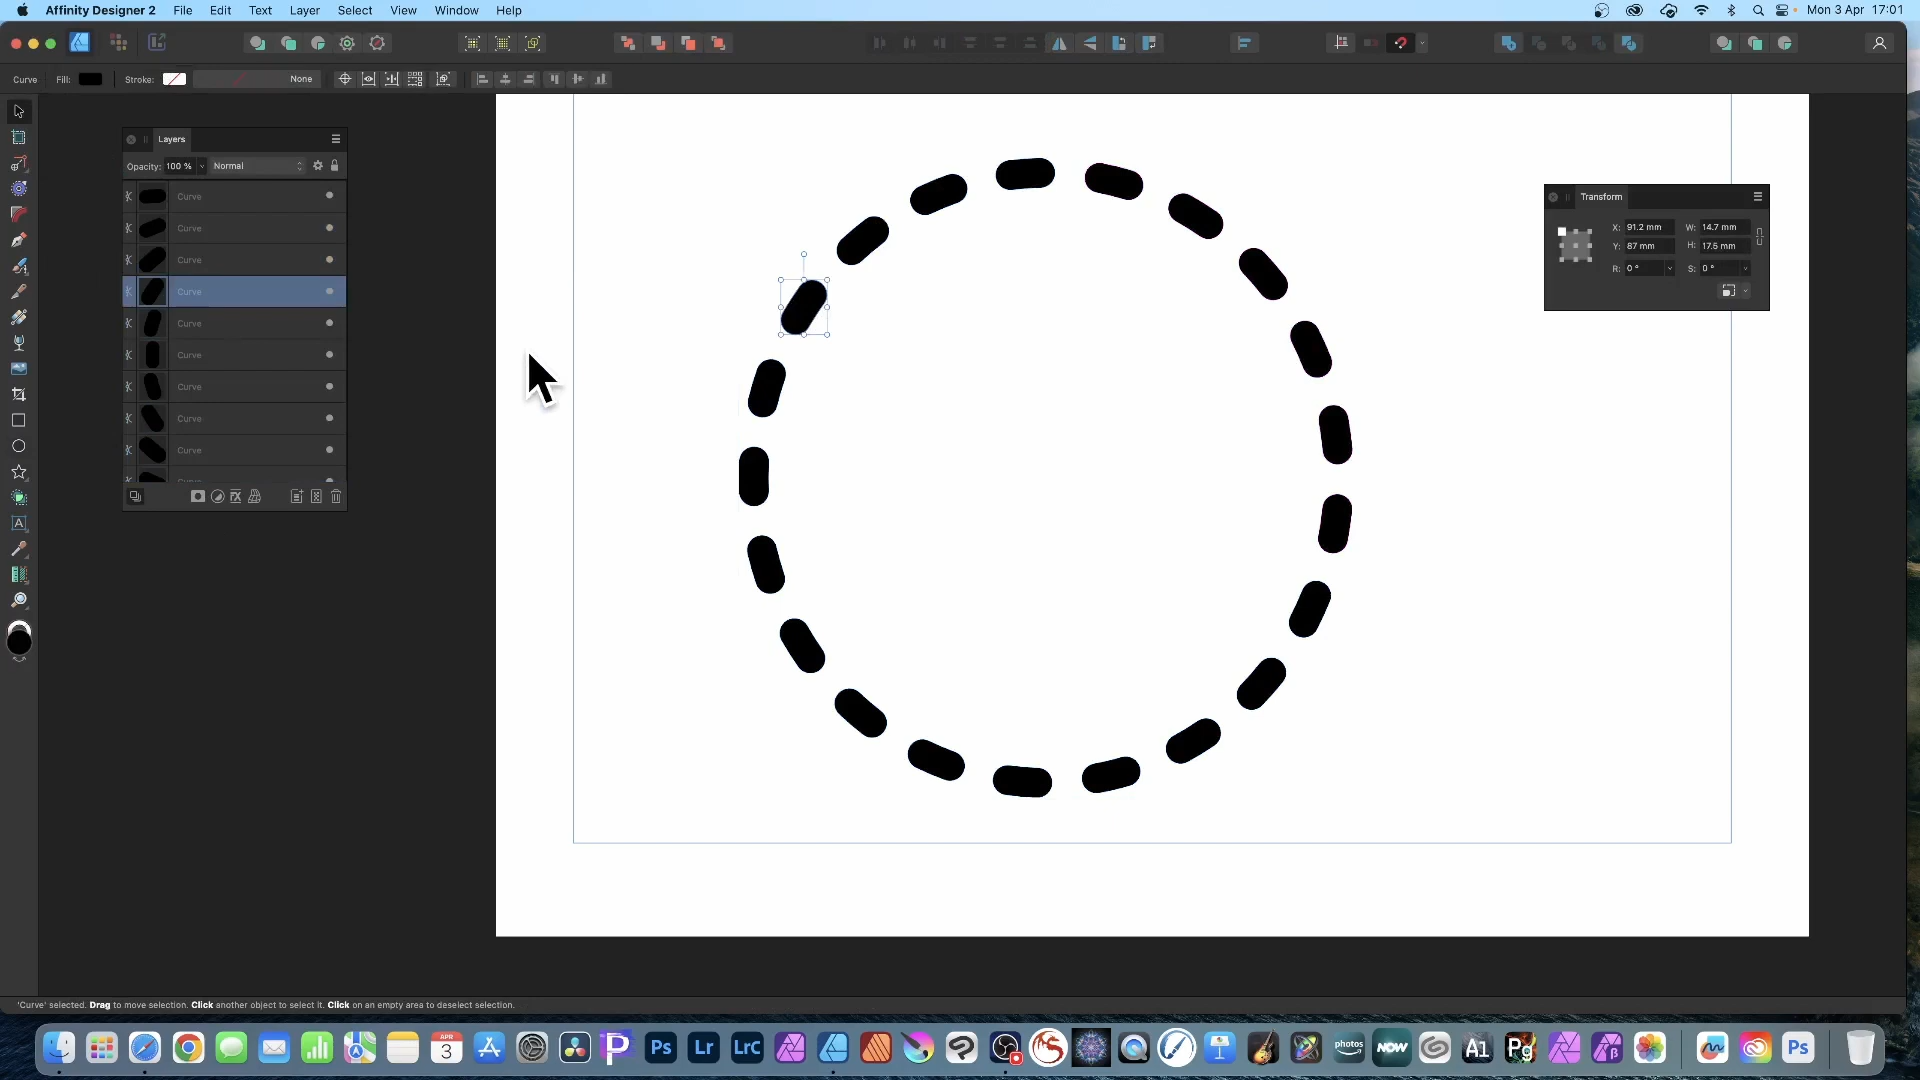 Affinity Designer 2 File Edit Text Layer Select View Window Help Mon 3 Apr 17:01
Curve Fill: Stroke: None
Layers
Opacity: 100 % Normal
Curve
Curve
Curve
Curve
Curve
Curve
Curve
Curve
Curve
Transform
X: 91.2 mm W: 14.7 mm
Y: 87 mm H: 17.5 mm
R: 0 ° S: 0 °
'Curve' selected. Drag to move selection. Click another object to select it. Click on an empty area to deselect selection.
APR
3
Ps Lr LrC photos NOW AI Pg Ps